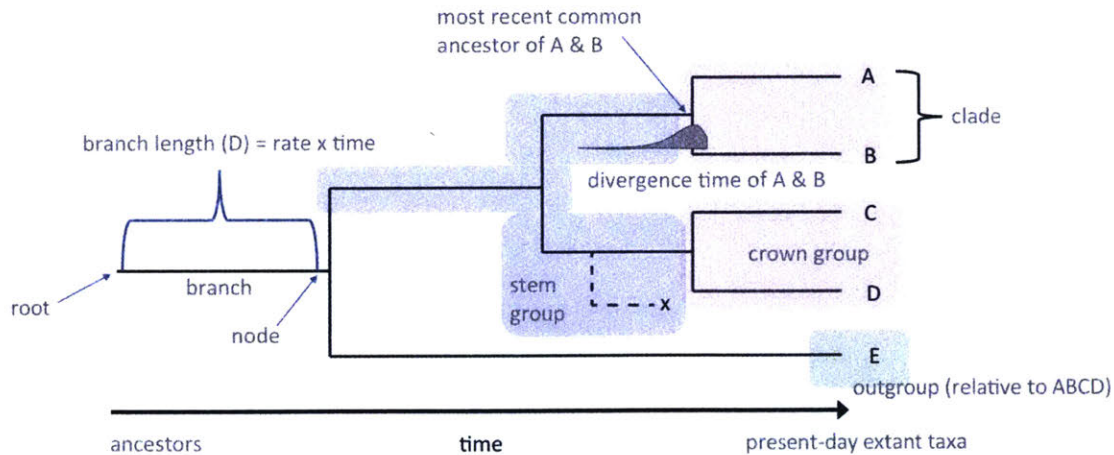 most recent common
ancestor of A & B
A
clade
branch length (D) = rate x time
B
divergence time of A & B
C
crown group
branch
stem
group
D
root
x
node
E
outgroup (relative to ABCD)
ancestors
time
present-day extant taxa